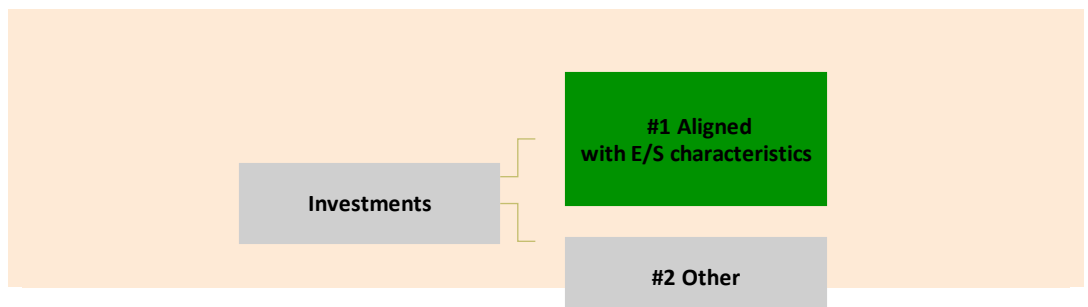 #1 Aligned
with E/S characteristics
Investments
#2 Other